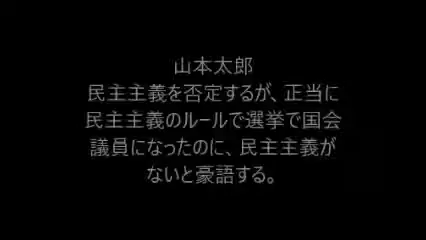 山本太郎
民主主義を否定するが、正当に
民主主義のルールで選挙で国会
議員になったのに、民主主義が
ないと豪語する。